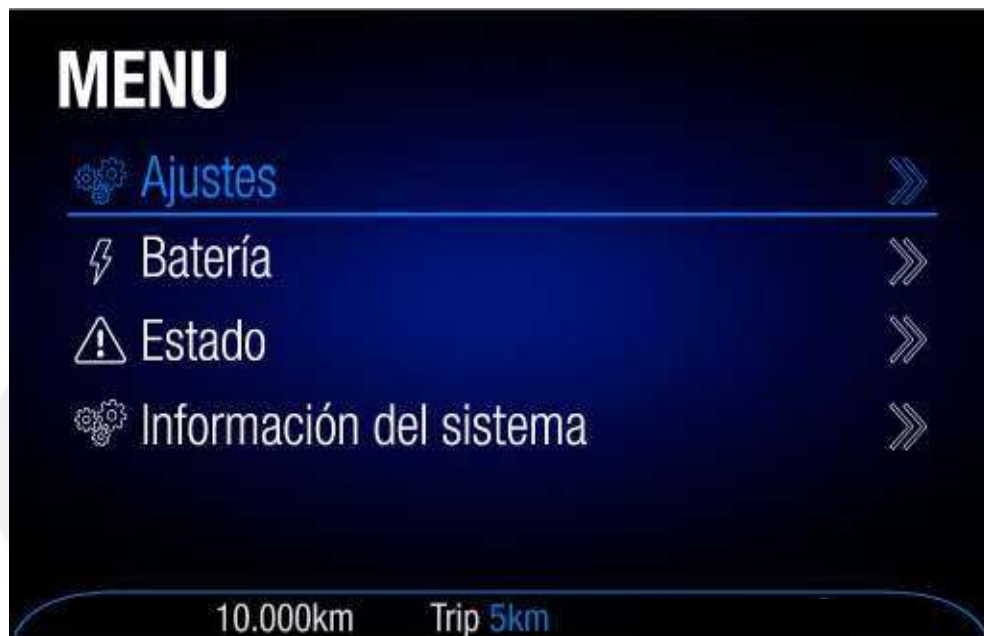 MENU
Ajustes
Batería
Estado
Información del sistema
10.000km Trip 5km